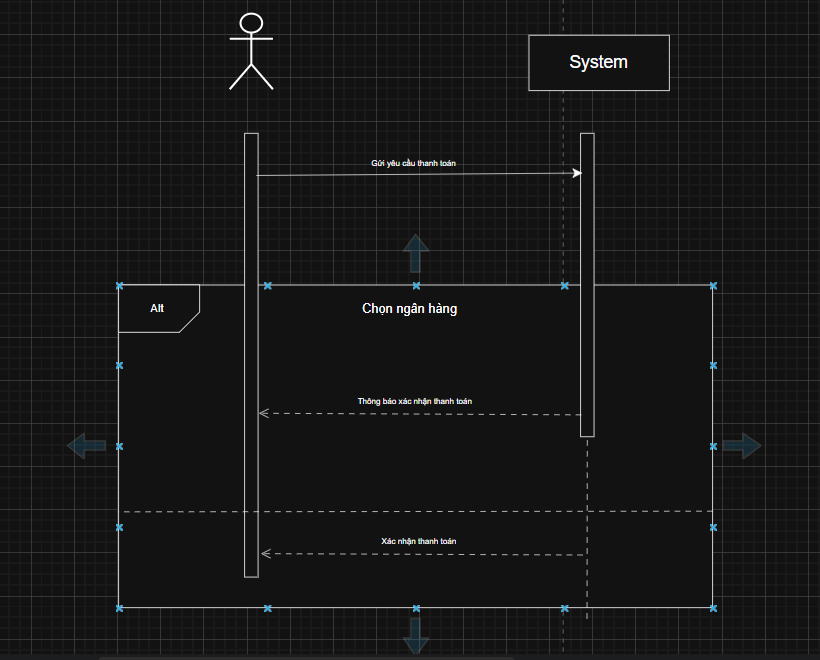 System
Gửi yêu cầu thanh toán
Alt
Chọn ngân hàng
Thông báo xác nhận thanh toán
Xác nhận thanh toán